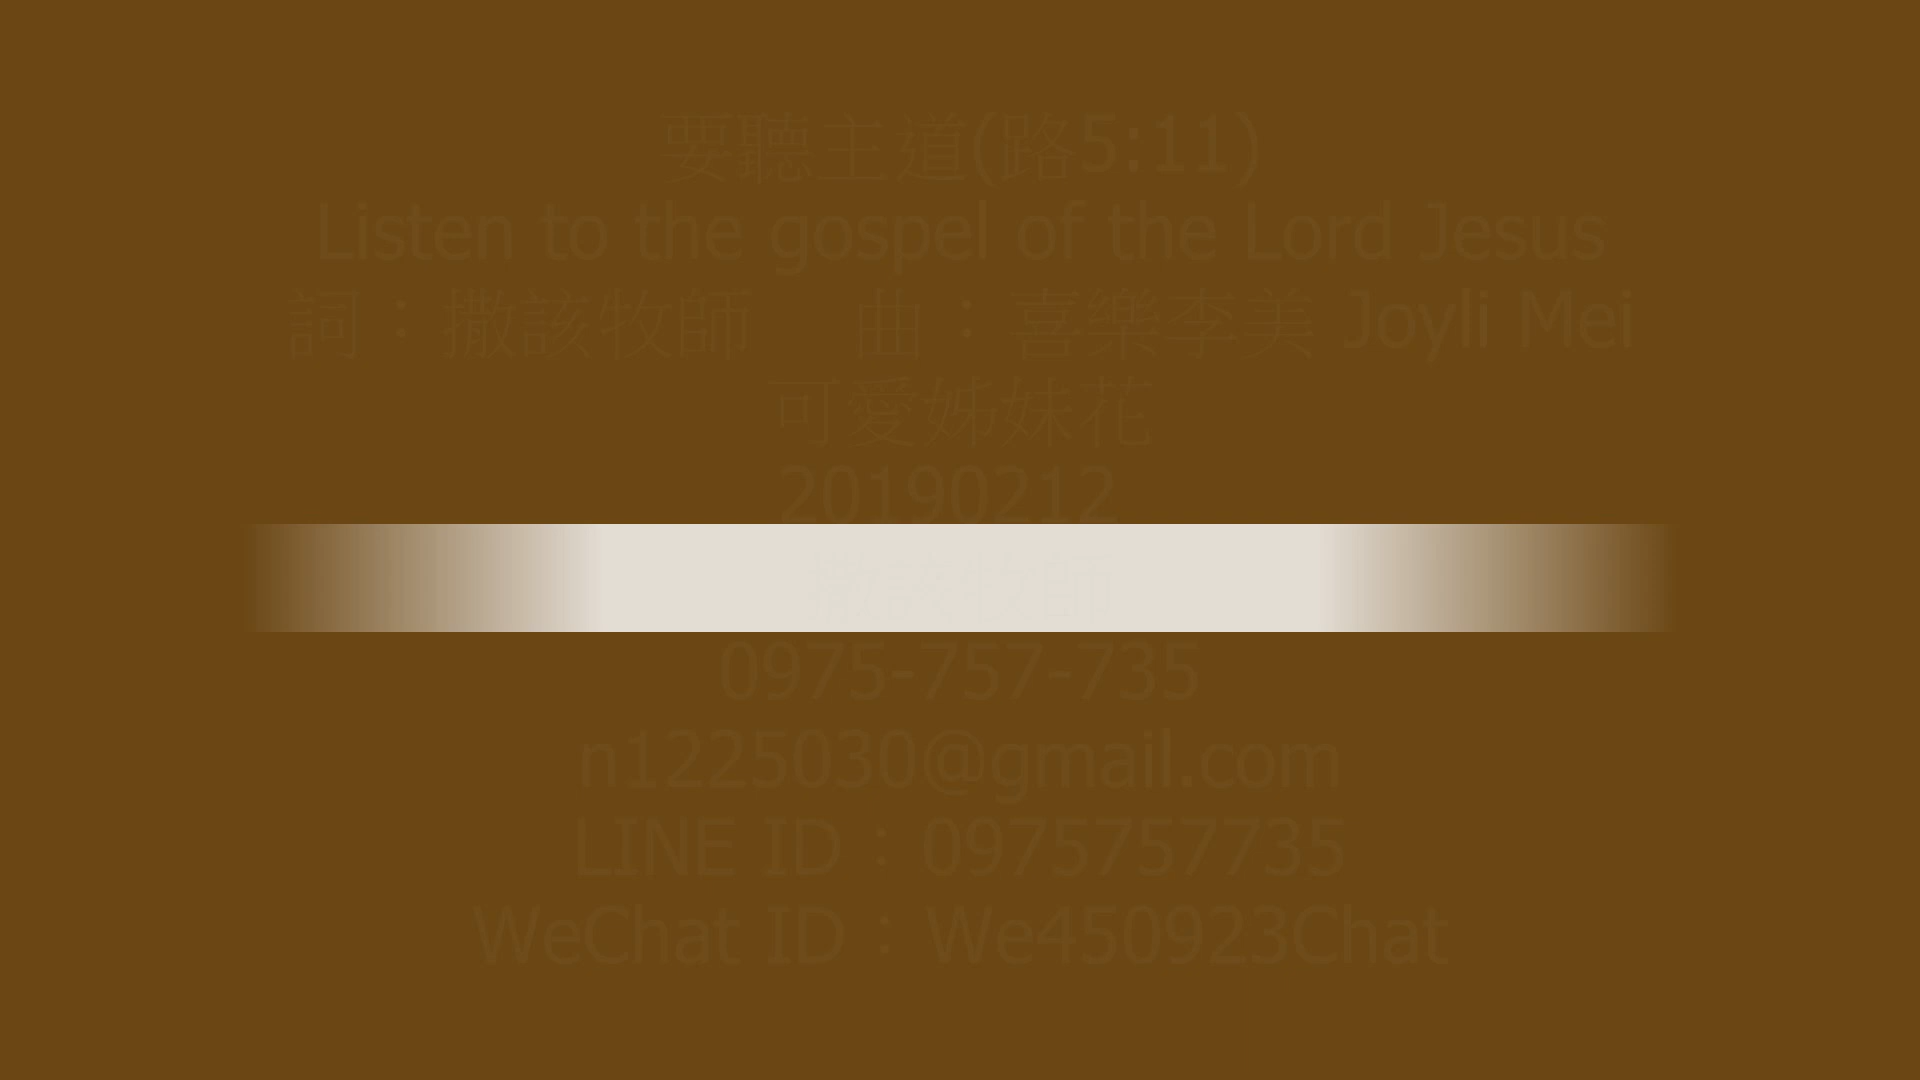 要聽主道(路5:11)
Listen to the gospel of the Lord Jesus
詞：撒該牧師　曲：喜樂李美 Joyli Mei
可愛姊妹花
20190212
撒該牧師
0975-757-735
n1225030@gmail.com
LINE ID：0975757735
WeChat ID：We450923Chat